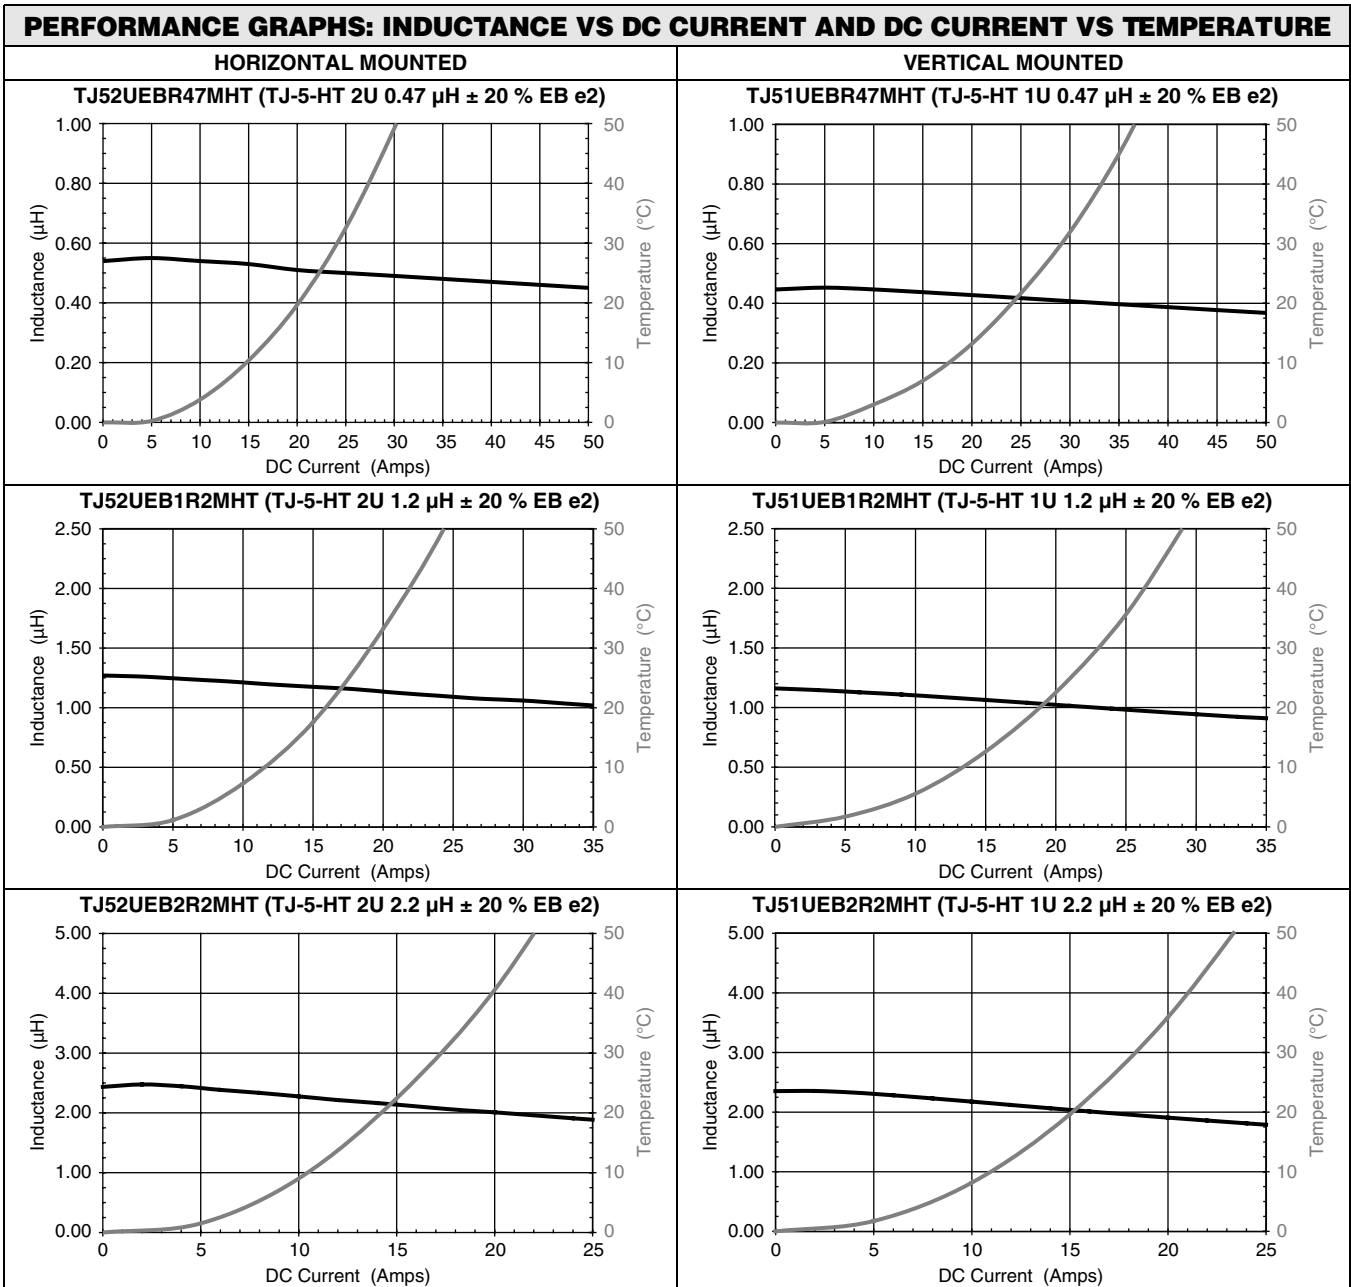 PERFORMANCE GRAPHS: INDUCTANCE VS DC CURRENT AND DC CURRENT VS TEMPERATURE
HORIZONTAL MOUNTED
VERTICAL MOUNTED
TJ52UEBR47MHT (TJ-5-HT 2U 0.47 µH ± 20 % EB e2)
1.00
0.80
0.60
0.40
0.20
0.00
Inductance (µH)
50
40
30
20
10
0
Temperature (°C)
0 5 10 15 20 25 30 35 40 45 50
DC Current (Amps)
TJ51UEBR47MHT (TJ-5-HT 1U 0.47 µH ± 20 % EB e2)
1.00
0.80
0.60
0.40
0.20
0.00
Inductance (µH)
50
40
30
20
10
0
Temperature (°C)
0 5 10 15 20 25 30 35 40 45 50
DC Current (Amps)
TJ52UEB1R2MHT (TJ-5-HT 2U 1.2 µH ± 20 % EB e2)
2.50
2.00
1.50
1.00
0.50
0.00
Inductance (µH)
50
40
30
20
10
0
Temperature (°C)
0 5 10 15 20 25 30 35
DC Current (Amps)
TJ51UEB1R2MHT (TJ-5-HT 1U 1.2 µH ± 20 % EB e2)
2.50
2.00
1.50
1.00
0.50
0.00
Inductance (µH)
50
40
30
20
10
0
Temperature (°C)
0 5 10 15 20 25 30 35
DC Current (Amps)
TJ52UEB2R2MHT (TJ-5-HT 2U 2.2 µH ± 20 % EB e2)
5.00
4.00
3.00
2.00
1.00
0.00
Inductance (µH)
50
40
30
20
10
0
Temperature (°C)
0 5 10 15 20 25
DC Current (Amps)
TJ51UEB2R2MHT (TJ-5-HT 1U 2.2 µH ± 20 % EB e2)
5.00
4.00
3.00
2.00
1.00
0.00
Inductance (µH)
50
40
30
20
10
0
Temperature (°C)
0 5 10 15 20 25
DC Current (Amps)